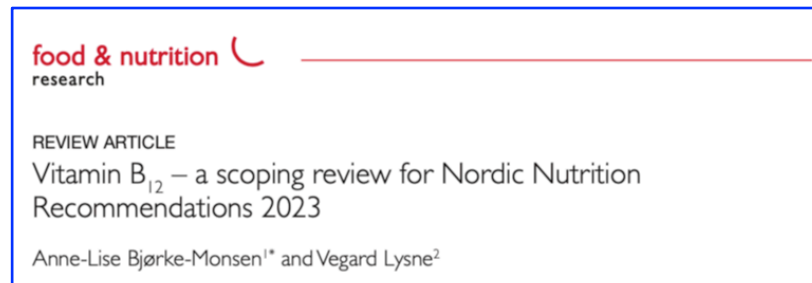 food & nutrition
research
REVIEW ARTICLE
Vitamin B₁₂ – a scoping review for Nordic Nutrition
Recommendations 2023
Anne-Lise Bjørke-Monsen¹* and Vegard Lysne²